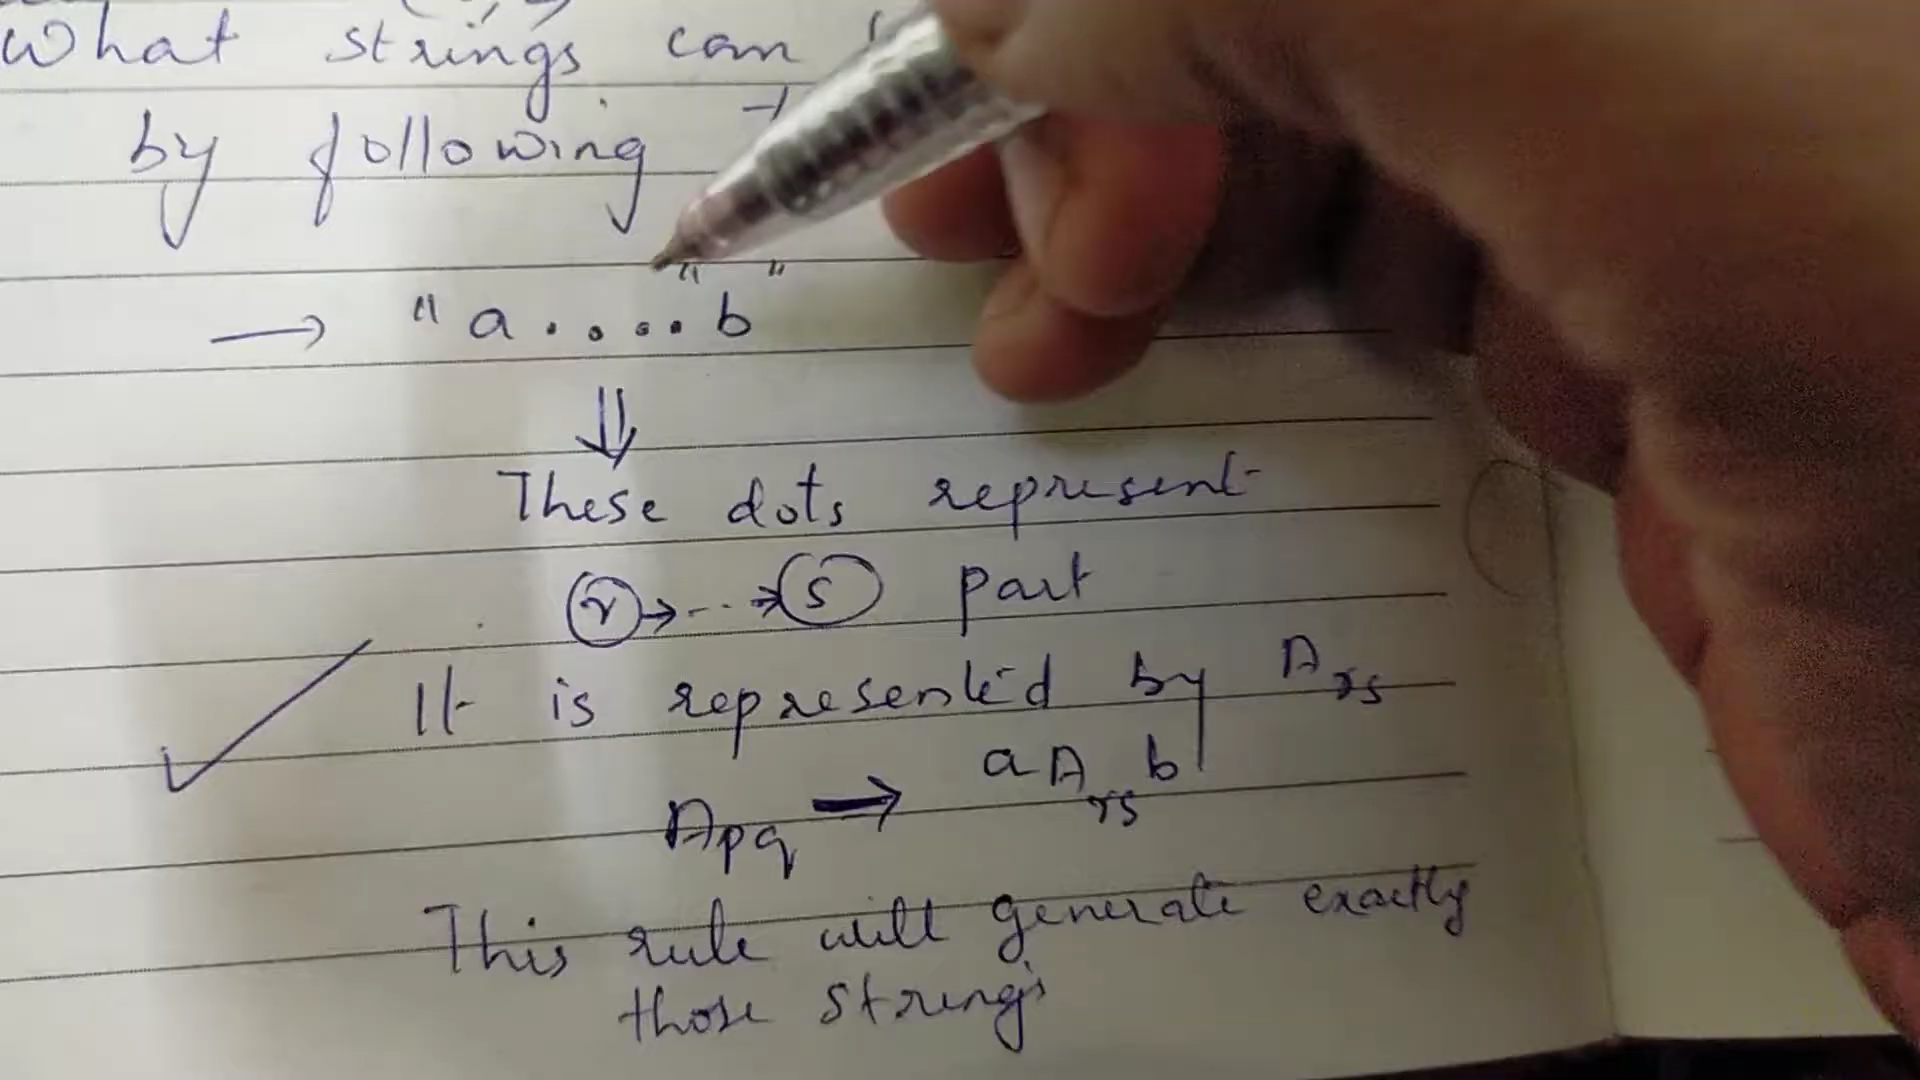 What strings can
by following
→ "a...."b"
⇓
These dots represent
r → -.. → s part
It is represented by Ars
Apq → aArsb
This rule will generate exactly
those strings